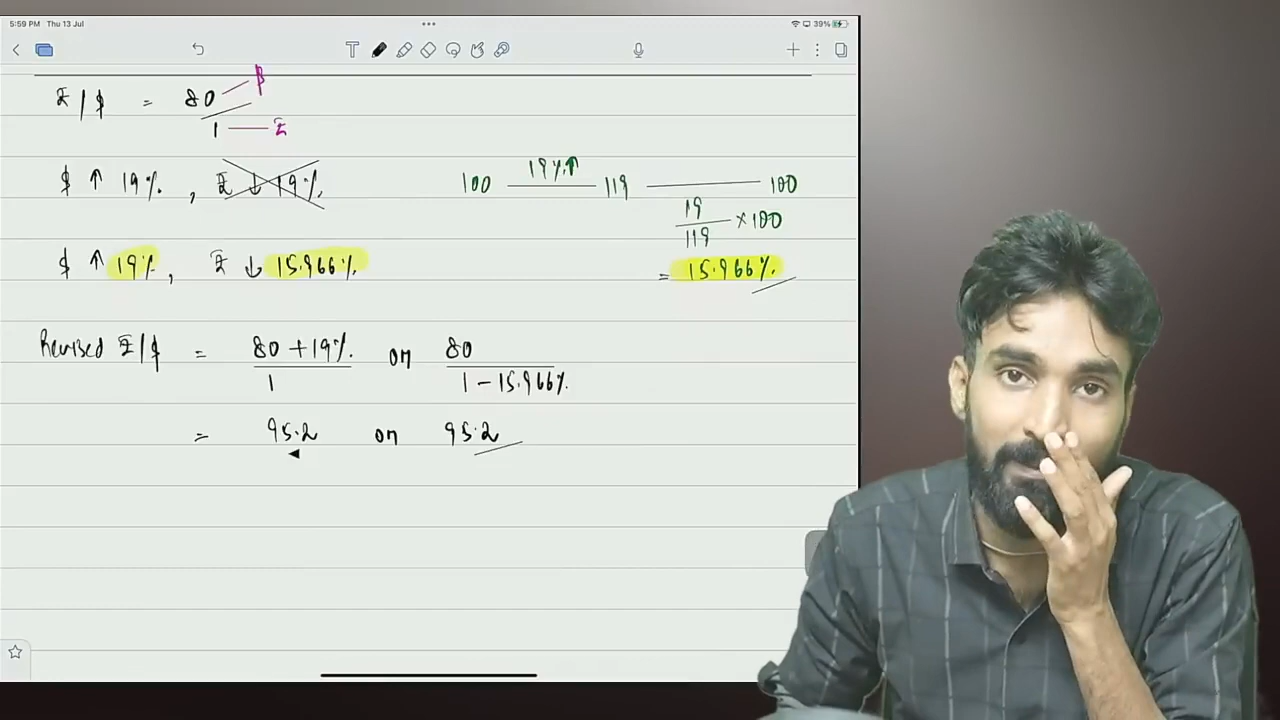 5:59 PM Thu 13 Jul
39%
₹/$ = 80 $
1 ₹
$ ↑ 19%, ₹ ↓ 19%
100 19%↑ 119 100
19/119 × 100
$ ↑ 19%, ₹ ↓ 15.966%
= 15.966%
Revised ₹/$ = 80 + 19% / 1 or 80 / 1 - 15.966%
= 95.2 or 95.2